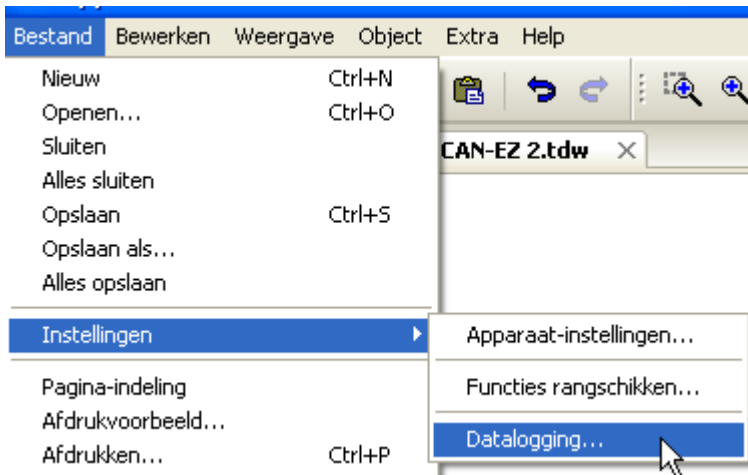 Bestand Bewerken Weergave Object Extra Help
Nieuw Ctrl+N
Openen... Ctrl+O
Sluiten
Alles sluiten
Opslaan Ctrl+S
Opslaan als...
Alles opslaan
CAN-EZ 2.tdw
Instellingen
Apparaat-instellingen...
Functies rangschikken...
Datalogging...
Pagina-indeling
Afdrukvoorbeeld...
Afdrukken... Ctrl+P